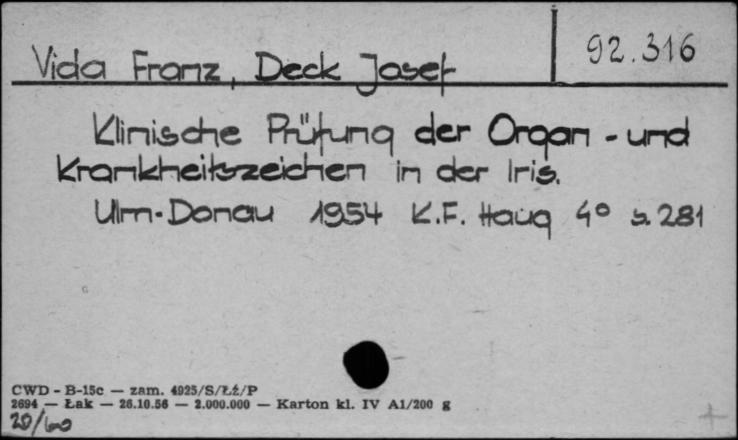 92.316
Vida Franz, Deck Josef
Klinische Prüfung der Organ - und
Krankheitszeichen in der Iris.
Ulm-Donau 1954 K.F. Haug 4° s. 281
CWD - B-15c — zam. 4925/S/Łź/P
2694 — Łak — 26.10.56 — 2.000.000 — Karton kl. IV A1/200 g
20/60